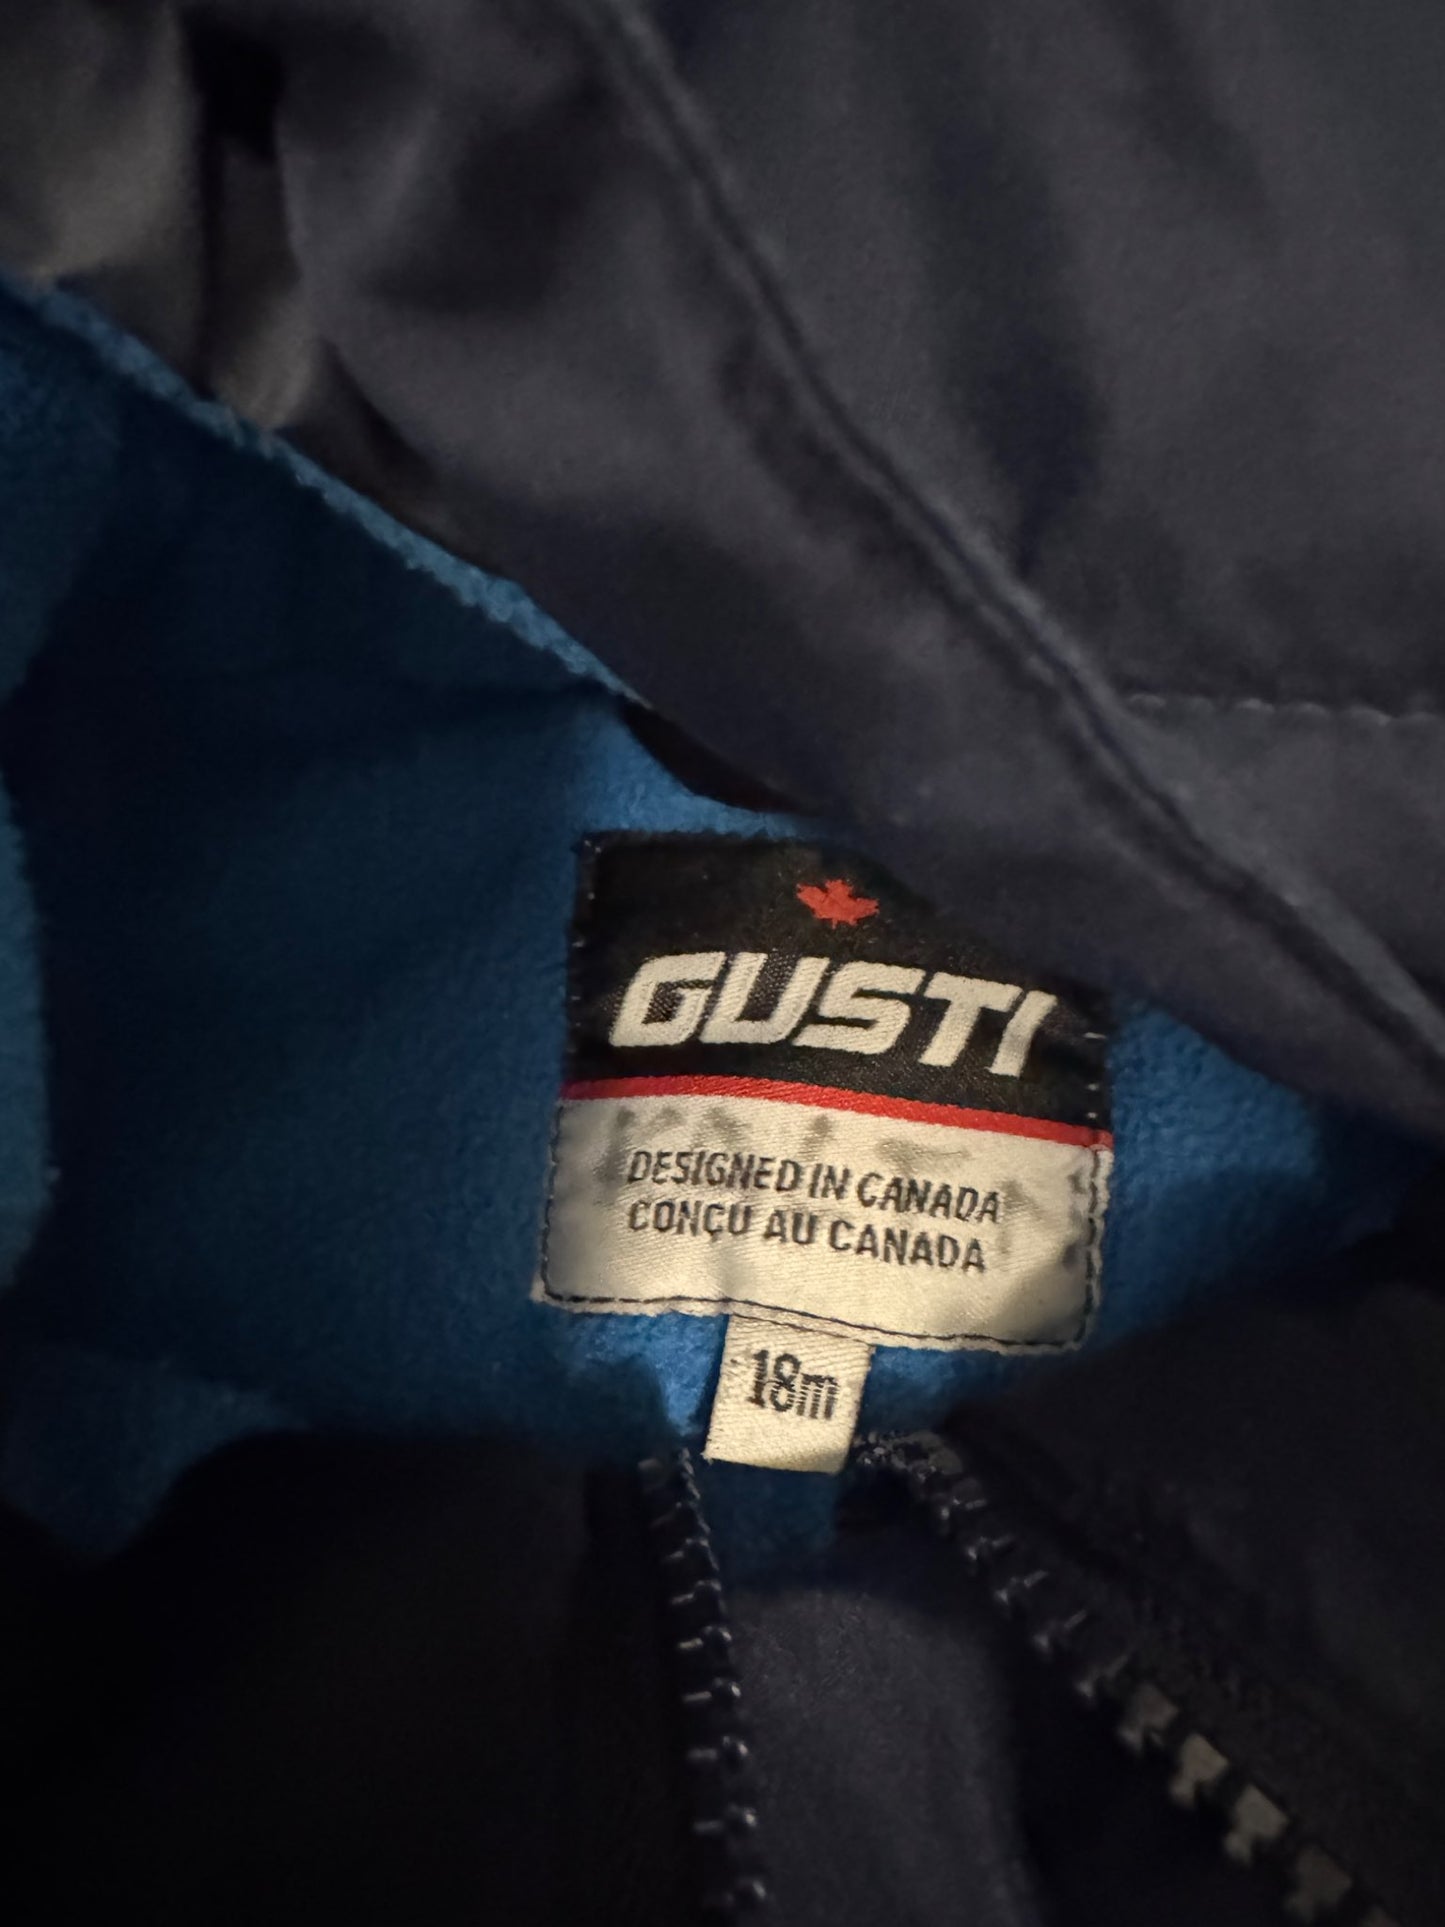 GUSTI
DESIGNED IN CANADA
CONÇU AU CANADA
18m